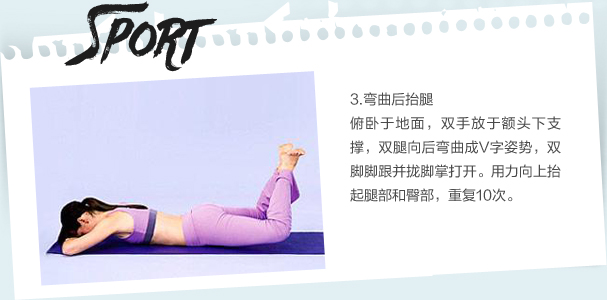 SPORT
3.弯曲后抬腿
俯卧于地面，双手放于额头下支
撑，双腿向后弯曲成V字姿势，双
脚脚跟并拢脚掌打开。用力向上抬
起腿部和臀部，重复10次。